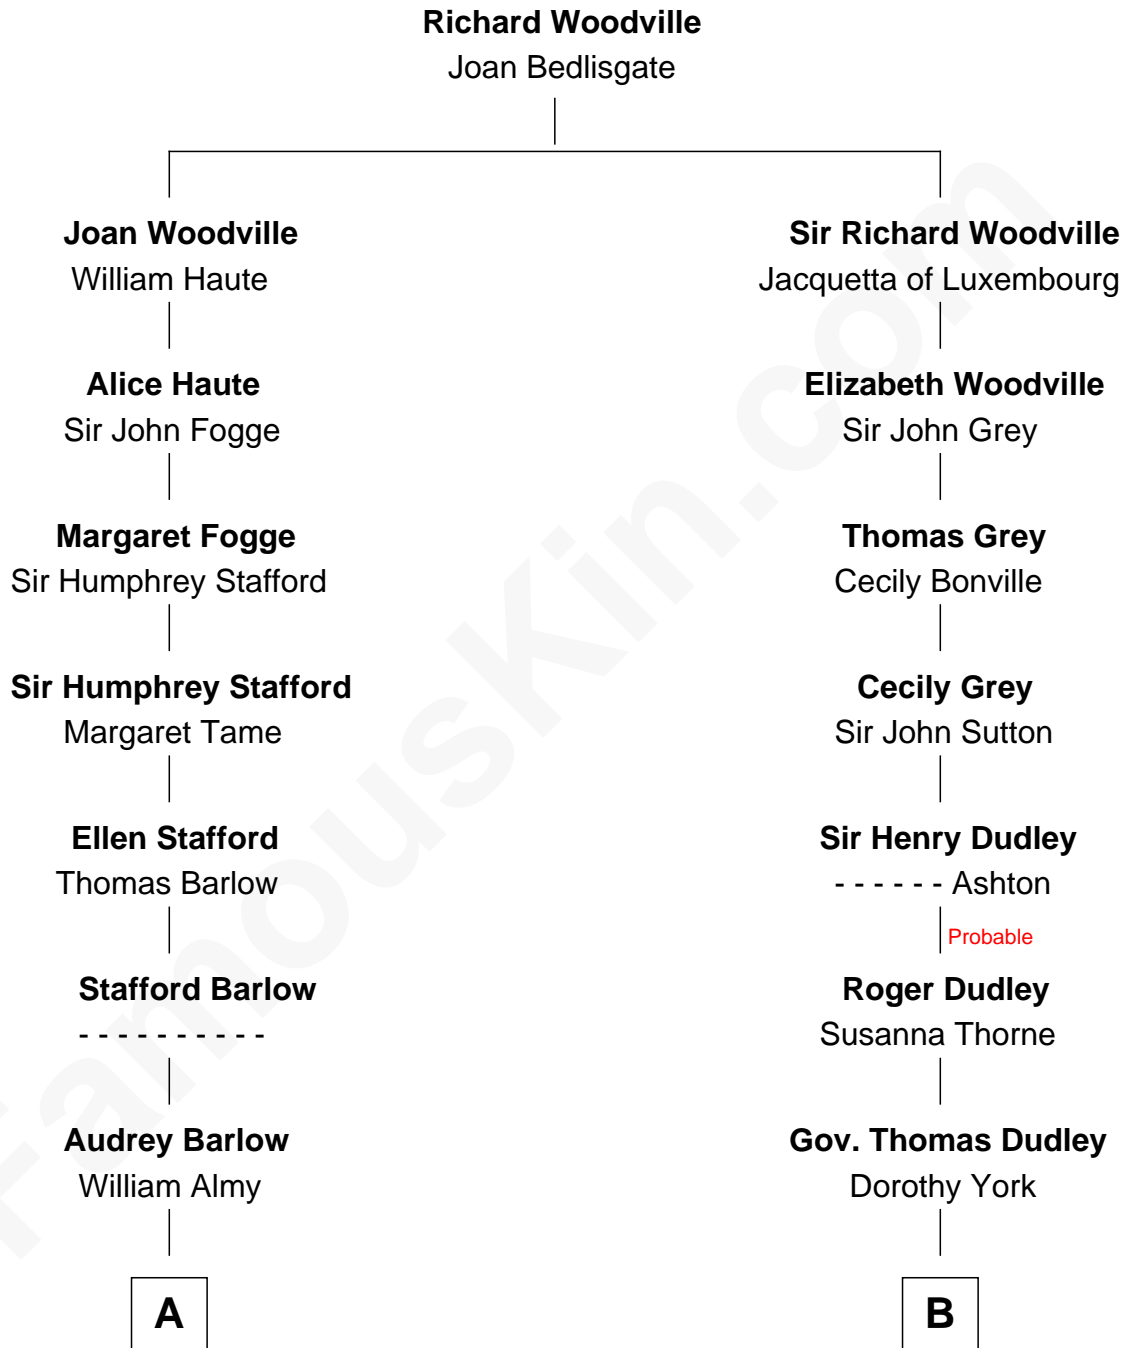 Richard Woodville
Joan Bedlisgate
Joan Woodville
William Haute
Sir Richard Woodville
Jacquetta of Luxembourg
Alice Haute
Sir John Fogge
Elizabeth Woodville
Sir John Grey
Margaret Fogge
Sir Humphrey Stafford
Thomas Grey
Cecily Bonville
Sir Humphrey Stafford
Margaret Tame
Cecily Grey
Sir John Sutton
Ellen Stafford
Thomas Barlow
Sir Henry Dudley
- - - - - - Ashton
Probable
Stafford Barlow
- - - - - - - - - -
Roger Dudley
Susanna Thorne
Audrey Barlow
William Almy
Gov. Thomas Dudley
Dorothy York
A
B
FamousKin.com